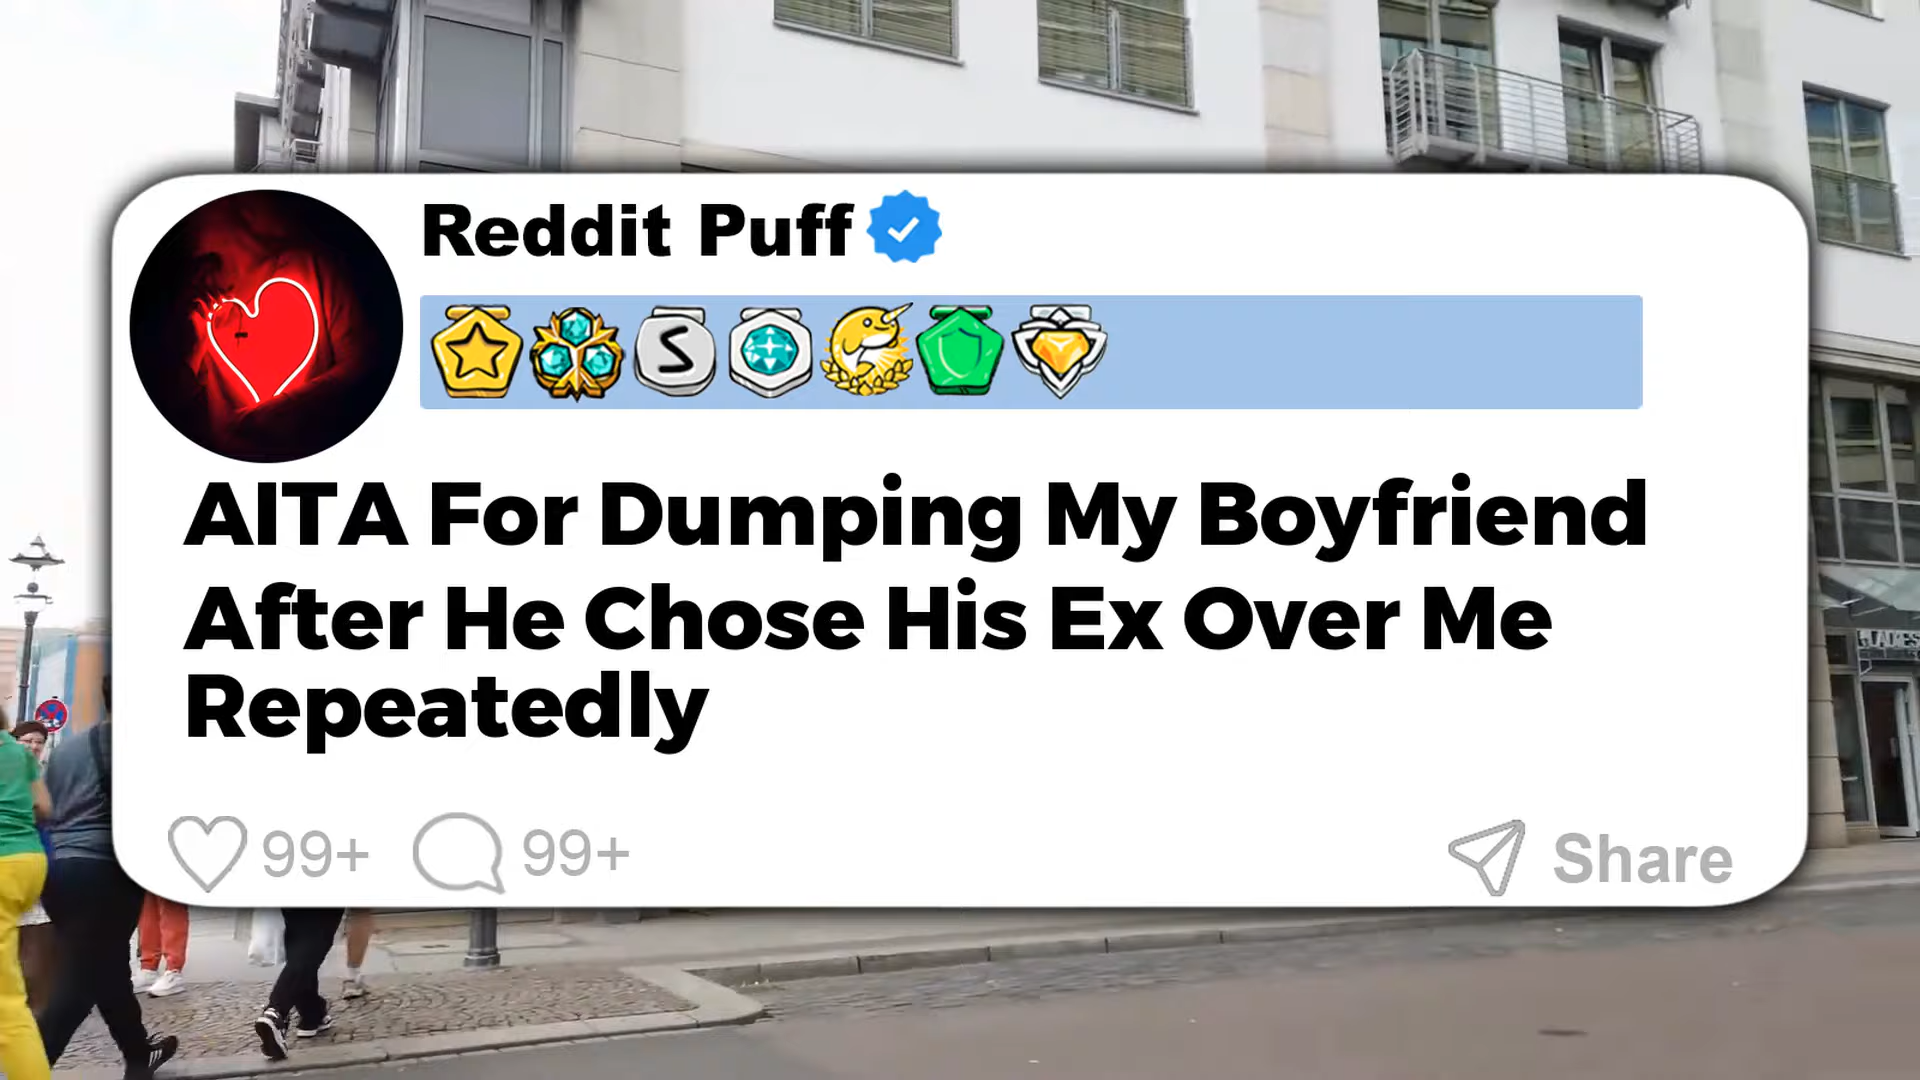 Reddit Puff
S
AITA For Dumping My Boyfriend
After He Chose His Ex Over Me
Repeatedly
99+ 99+ Share